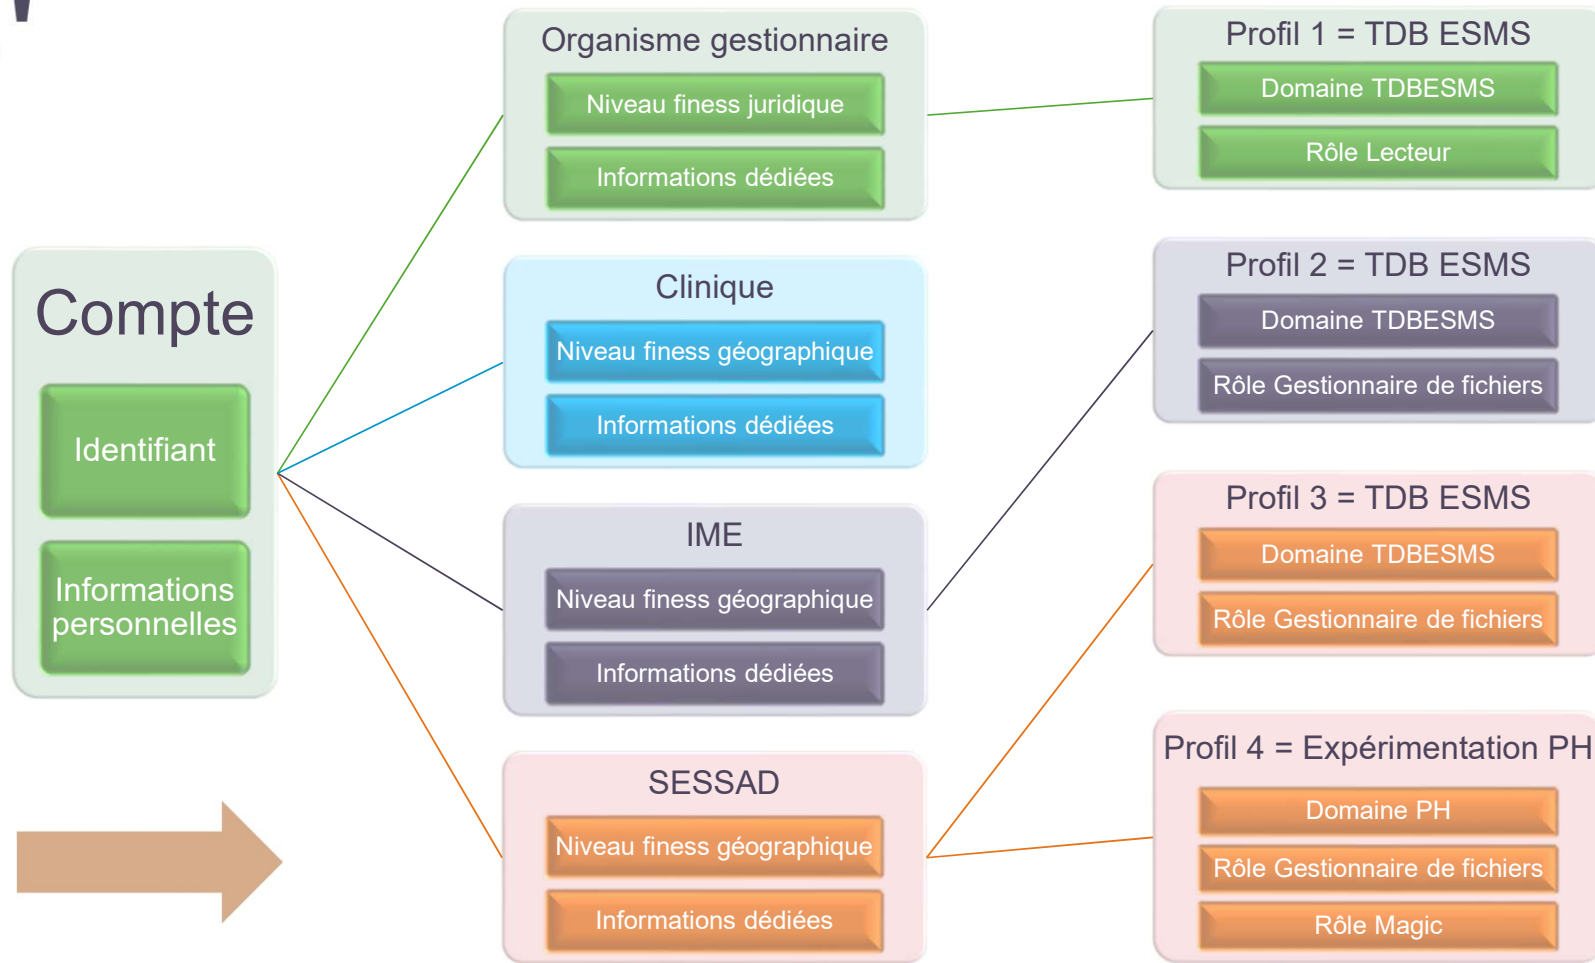 Compte
Identifiant
Informations
personnelles
Organisme gestionnaire
Niveau finess juridique
Informations dédiées
Clinique
Niveau finess géographique
Informations dédiées
IME
Niveau finess géographique
Informations dédiées
SESSAD
Niveau finess géographique
Informations dédiées
Profil 1 = TDB ESMS
Domaine TDBESMS
Rôle Lecteur
Profil 2 = TDB ESMS
Domaine TDBESMS
Rôle Gestionnaire de fichiers
Profil 3 = TDB ESMS
Domaine TDBESMS
Rôle Gestionnaire de fichiers
Profil 4 = Expérimentation PH
Domaine PH
Rôle Gestionnaire de fichiers
Rôle Magic